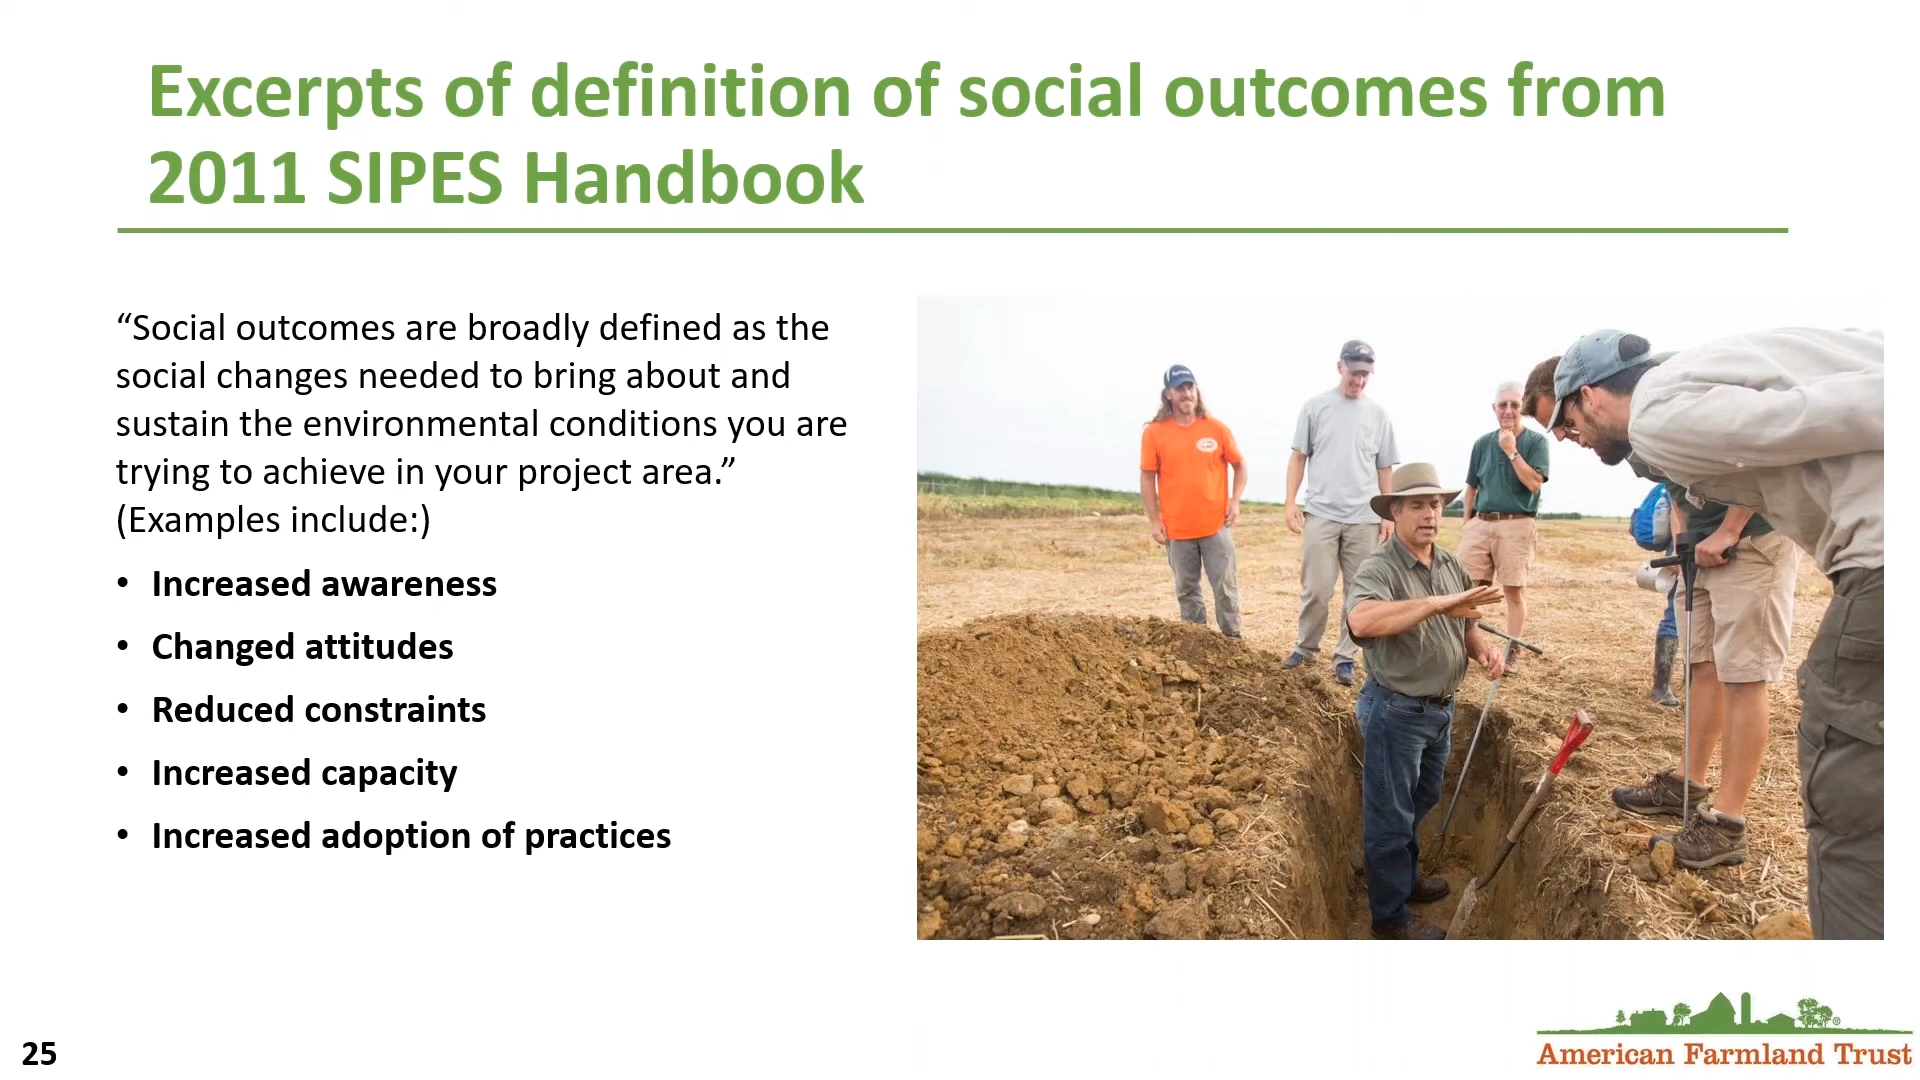 Excerpts of definition of social outcomes from
2011 SIPES Handbook
“Social outcomes are broadly defined as the
social changes needed to bring about and
sustain the environmental conditions you are
trying to achieve in your project area.”
(Examples include:)
• Increased awareness
• Changed attitudes
• Reduced constraints
• Increased capacity
• Increased adoption of practices
25
®
American Farmland Trust